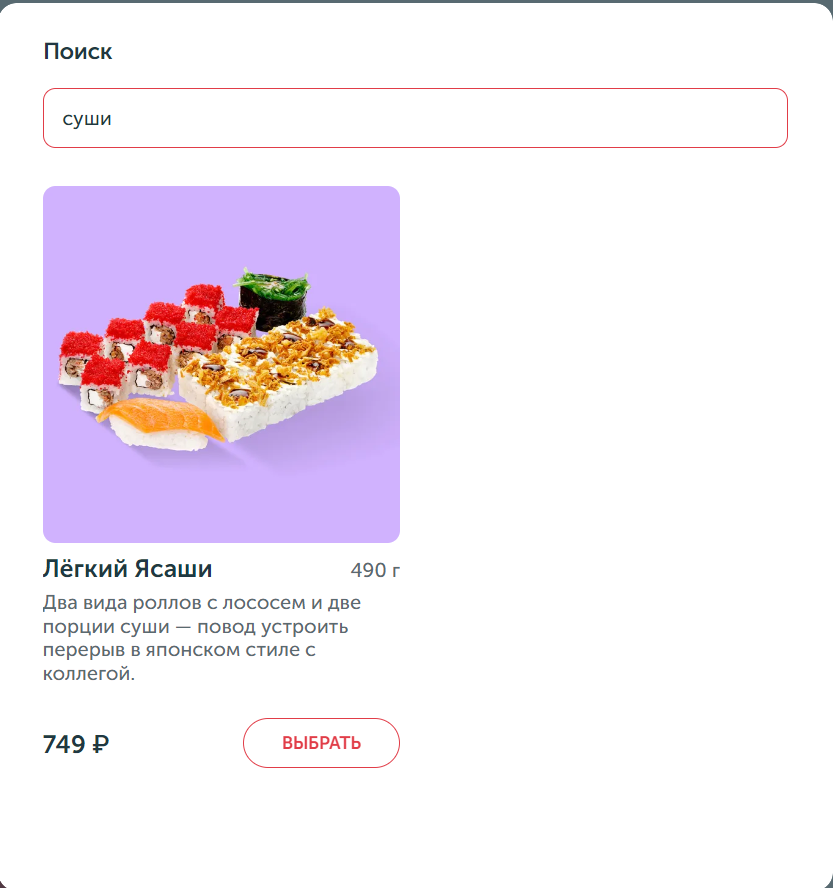 Поиск
суши
Лёгкий Ясаши
490 г
Два вида роллов с лососем и две
порции суши — повод устроить
перерыв в японском стиле с
коллегой.
749 ₽
ВЫБРАТЬ